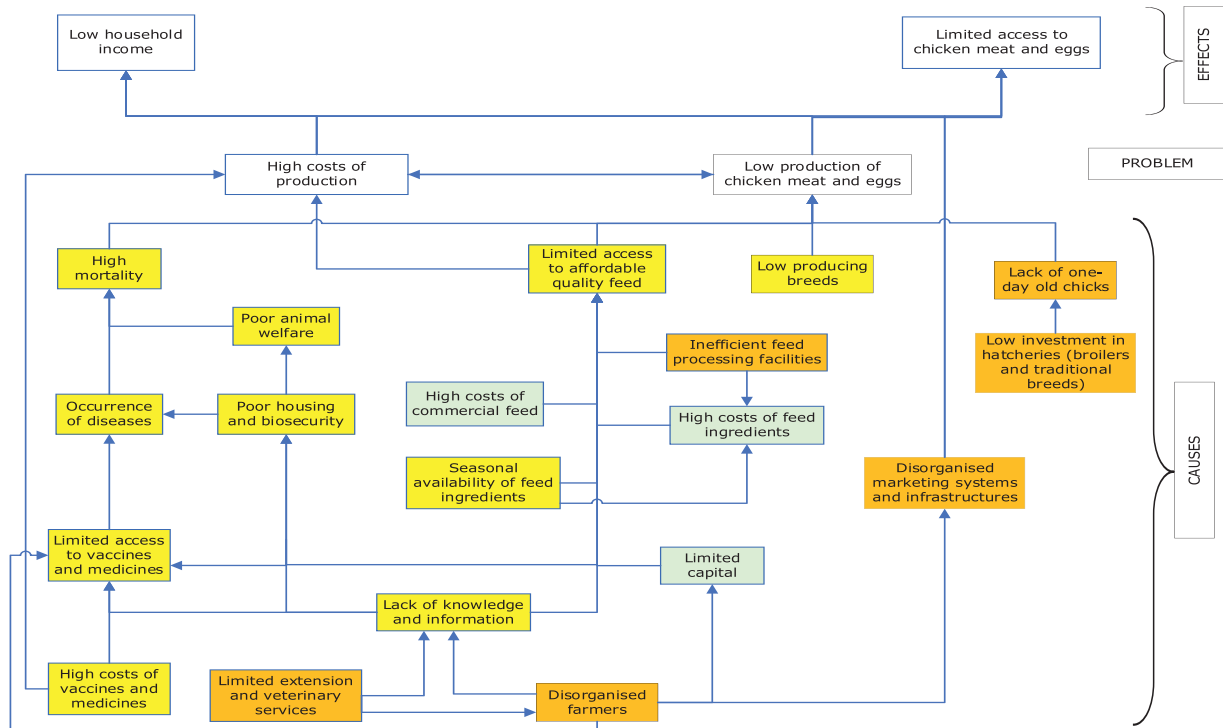 Low household
income
Limited access to
chicken meat and eggs
EFFECTS
High costs of
production
Low production of
chicken meat and eggs
PROBLEM
High
mortality
Limited access
to affordable
quality feed
Low producing
breeds
Lack of one-
day old chicks
Poor animal
welfare
Inefficient feed
processing facilities
Low investment in
hatcheries (broilers
and traditional
breeds)
High costs of
commercial feed
Occurrence
of diseases
Poor housing
and biosecurity
High costs of feed
ingredients
Seasonal
availability of feed
ingredients
Disorganised
marketing systems
and infrastructures
CAUSES
Limited access
to vaccines
and medicines
Limited
capital
Lack of knowledge
and information
High costs of
vaccines and
medicines
Limited extension
and veterinary
services
Disorganised
farmers